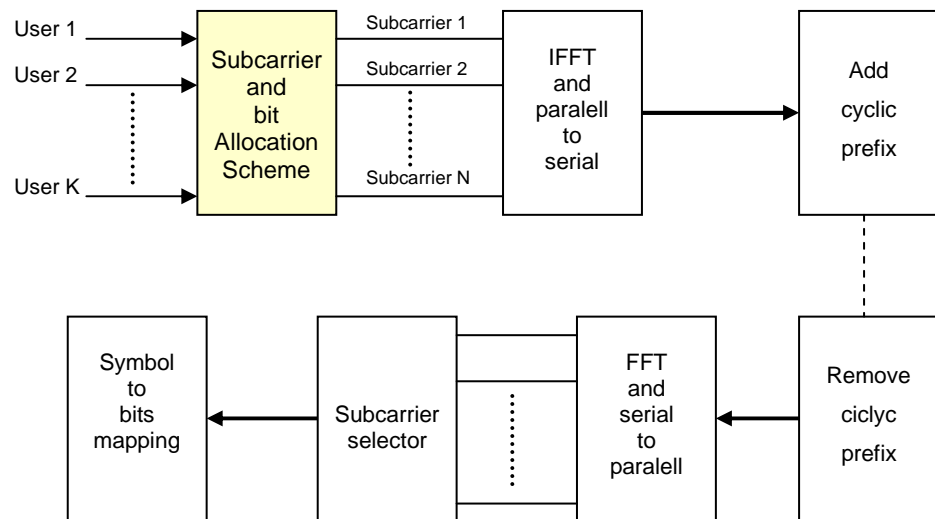 User 1
User 2
User K
Subcarrier
and
bit
Allocation
Scheme
Subcarrier 1
Subcarrier 2
Subcarrier N
IFFT
and
paralell
to
serial
Add
cyclic
prefix
Symbol
to
bits
mapping
Subcarrier
selector
FFT
and
serial
to
paralell
Remove
ciclyc
prefix